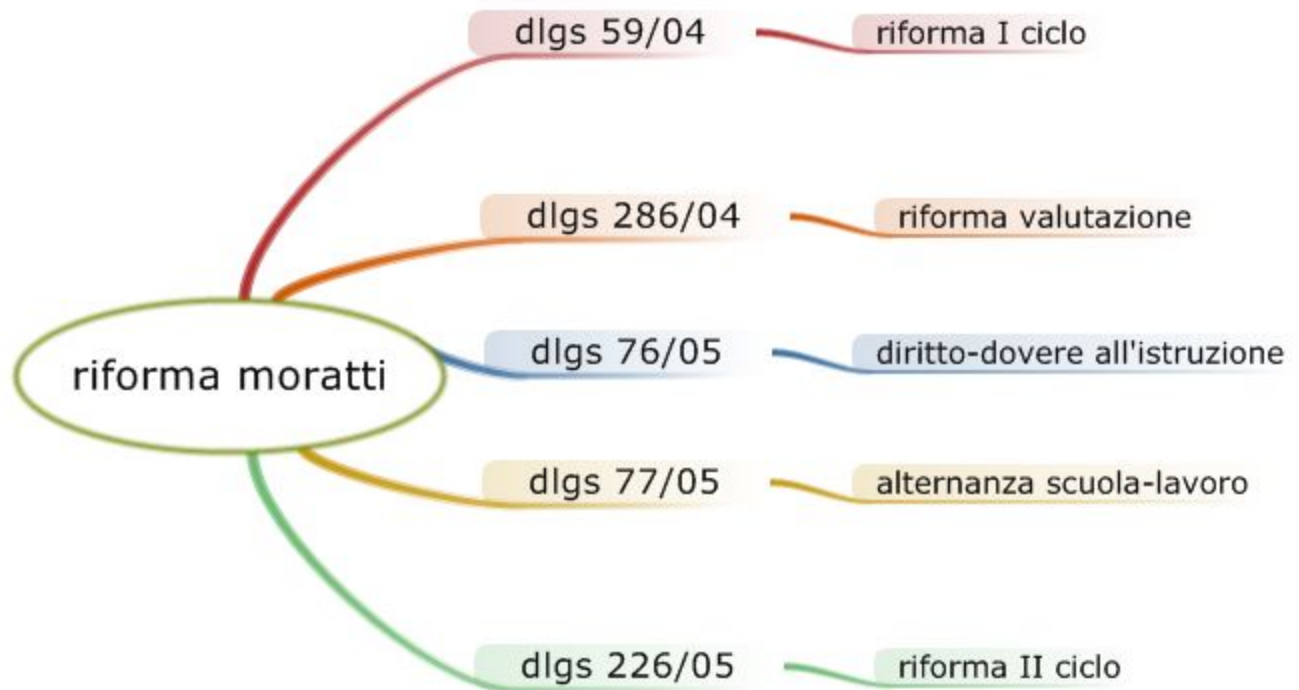 dlgs 59/04
riforma I ciclo
dlgs 286/04
riforma valutazione
riforma moratti
dlgs 76/05
diritto-dovere all'istruzione
dlgs 77/05
alternanza scuola-lavoro
dlgs 226/05
riforma II ciclo